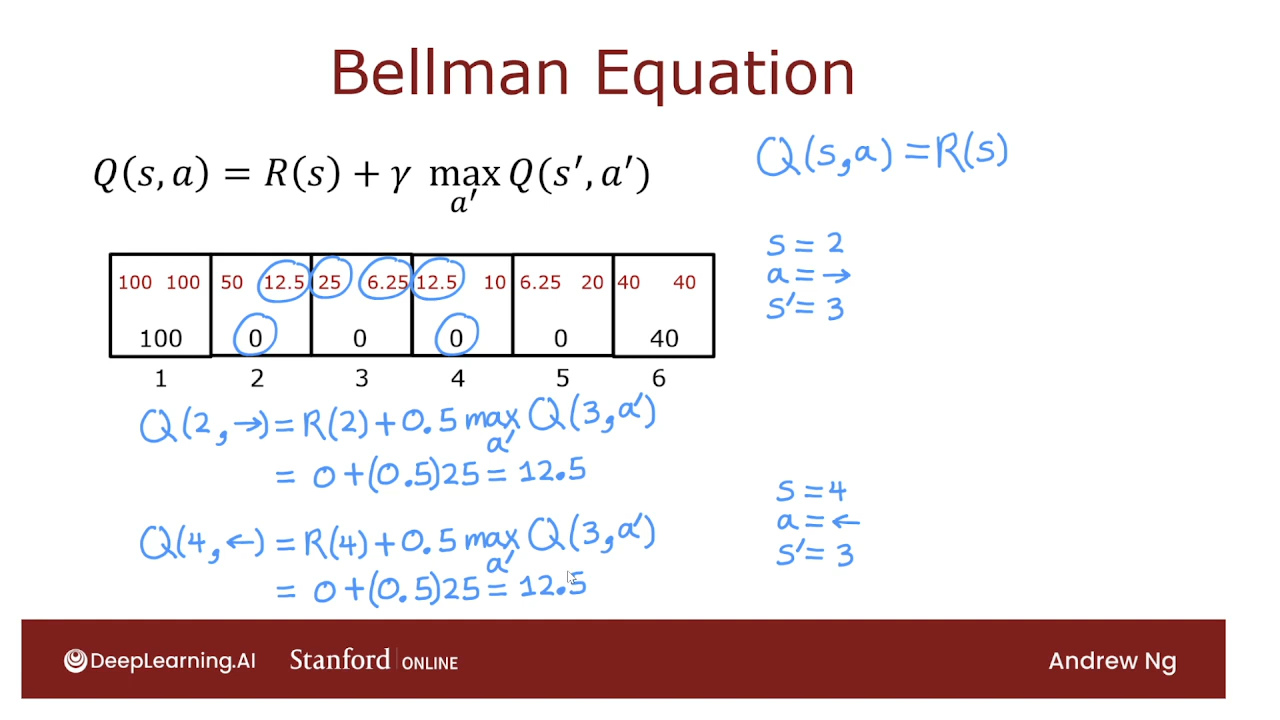 Bellman Equation
Q(s, a) = R(s) + γ max Q(s′, a′)
a′
Q(s,a) = R(s)
s = 2
a = →
s' = 3
100 100 50 12.5 25 6.25 12.5 10 6.25 20 40 40
100 0 0 0 0 40
1 2 3 4 5 6
Q(2,→) = R(2) + 0.5 max Q(3,a')
a'
= 0 + (0.5)25 = 12.5
s = 4
a = ←
s' = 3
Q(4,←) = R(4) + 0.5 max Q(3,a')
a'
= 0 + (0.5)25 = 12.5
DeepLearning.AI Stanford ONLINE Andrew Ng